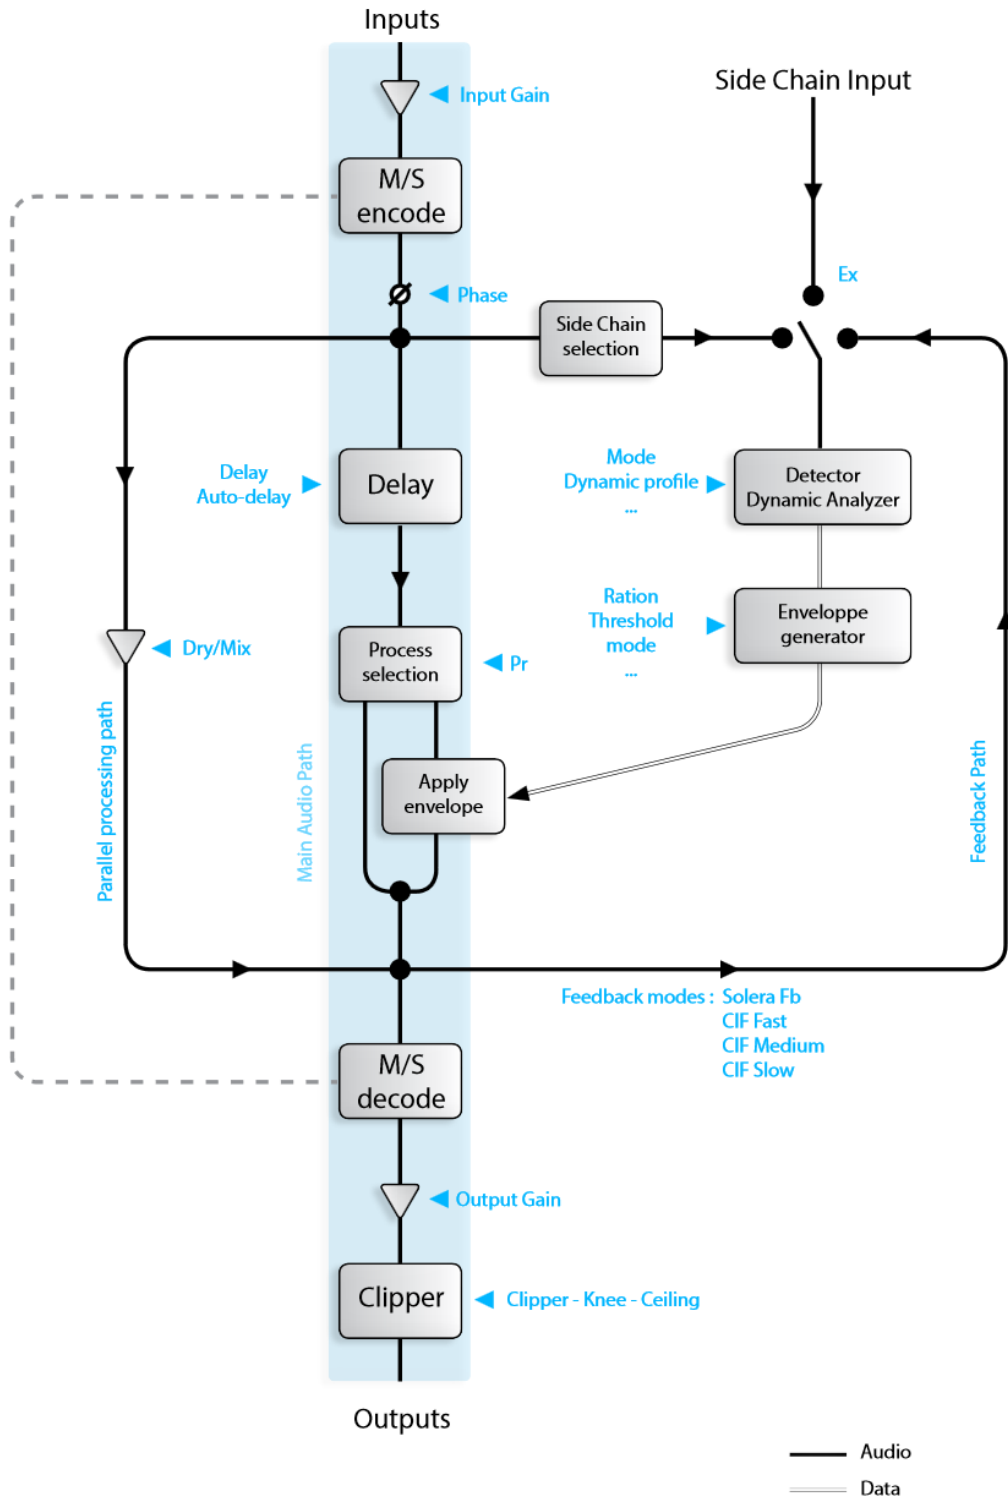 Inputs
Input Gain
Side Chain Input
M/S
encode
Ex
Phase
Side Chain
selection
Delay
Auto-delay
Delay
Mode
Dynamic profile
...
Detector
Dynamic Analyzer
Ration
Threshold
mode
...
Enveloppe
generator
Dry/Mix
Process
selection
Pr
Parallel processing path
Main Audio Path
Apply
envelope
Feedback Path
Feedback modes : Solera Fb
CIF Fast
CIF Medium
CIF Slow
M/S
decode
Output Gain
Clipper
Clipper - Knee - Ceiling
Outputs
Audio
Data